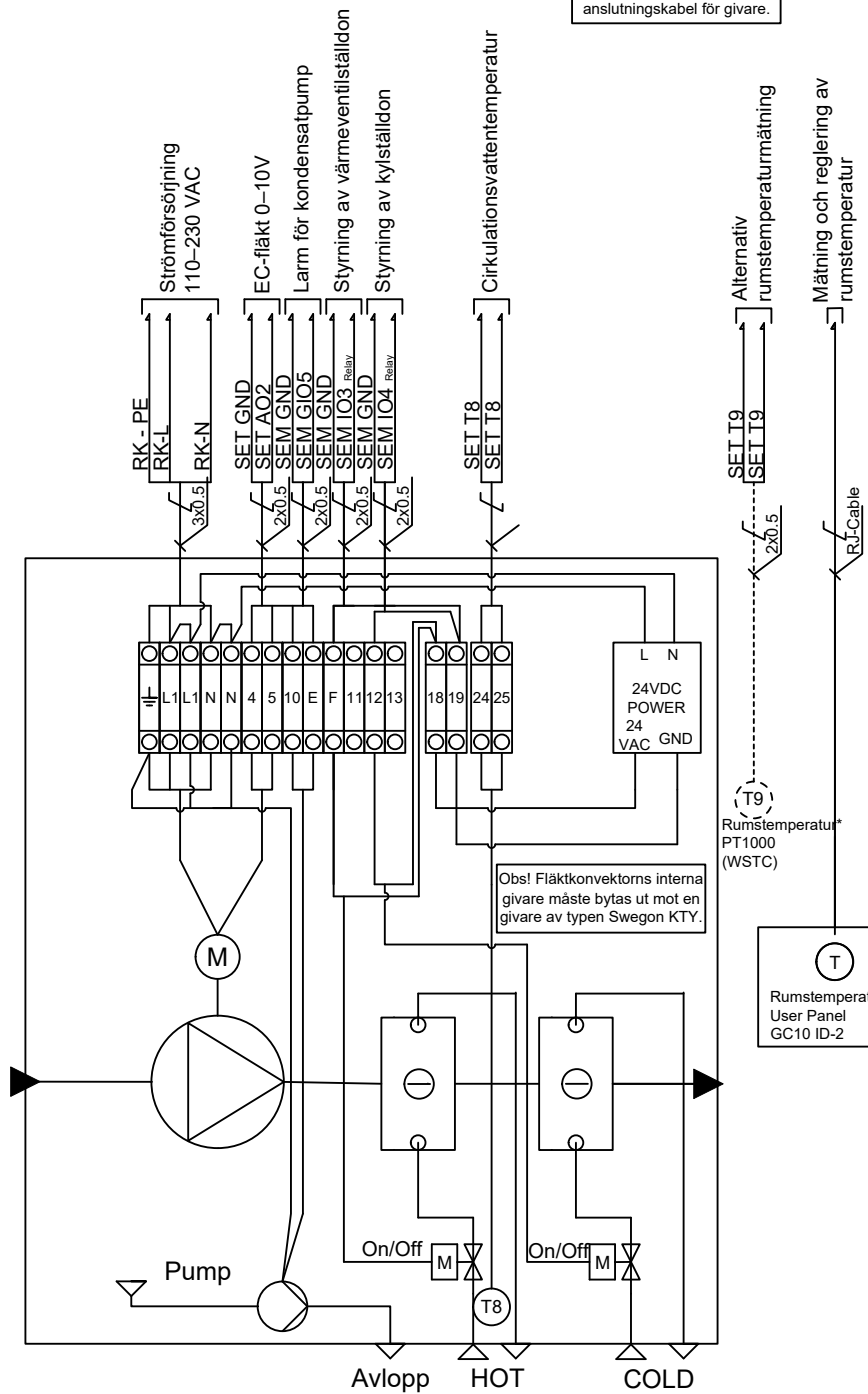 anslutningskabel för givare.
Strömförsörjning
110–230 VAC
EC-fläkt 0–10V
Larm för kondensatpump
Styrning av värmeventilställdon
Styrning av kylställdon
Cirkulationsvattentemperatur
Alternativ
rumstemperaturmätning
Mätning och reglering av
rumstemperatur
RK - PE
RK-L
RK-N
SET GND
SET AO2
SEM GND
SEM GIO5
SEM GND
SEM IO3 Relay
SEM GND
SEM IO4 Relay
SET T8
SET T8
SET T9
SET T9
3x0.5
2x0.5
2x0.5
2x0.5
2x0.5
2x0.5
RJ-Cable
L1 L1 N N 4 5 10 E F 11 12 13
18 19
24 25
L N
24VDC
POWER
24
VAC GND
T9
Rumstemperatur*
PT1000
(WSTC)
Obs! Fläktkonvektorns interna
givare måste bytas ut mot en
givare av typen Swegon KTY.
M
T
Rumstemperat
User Panel
GC10 ID-2
On/Off
M
On/Off
M
Pump
T8
Avlopp
HOT
COLD